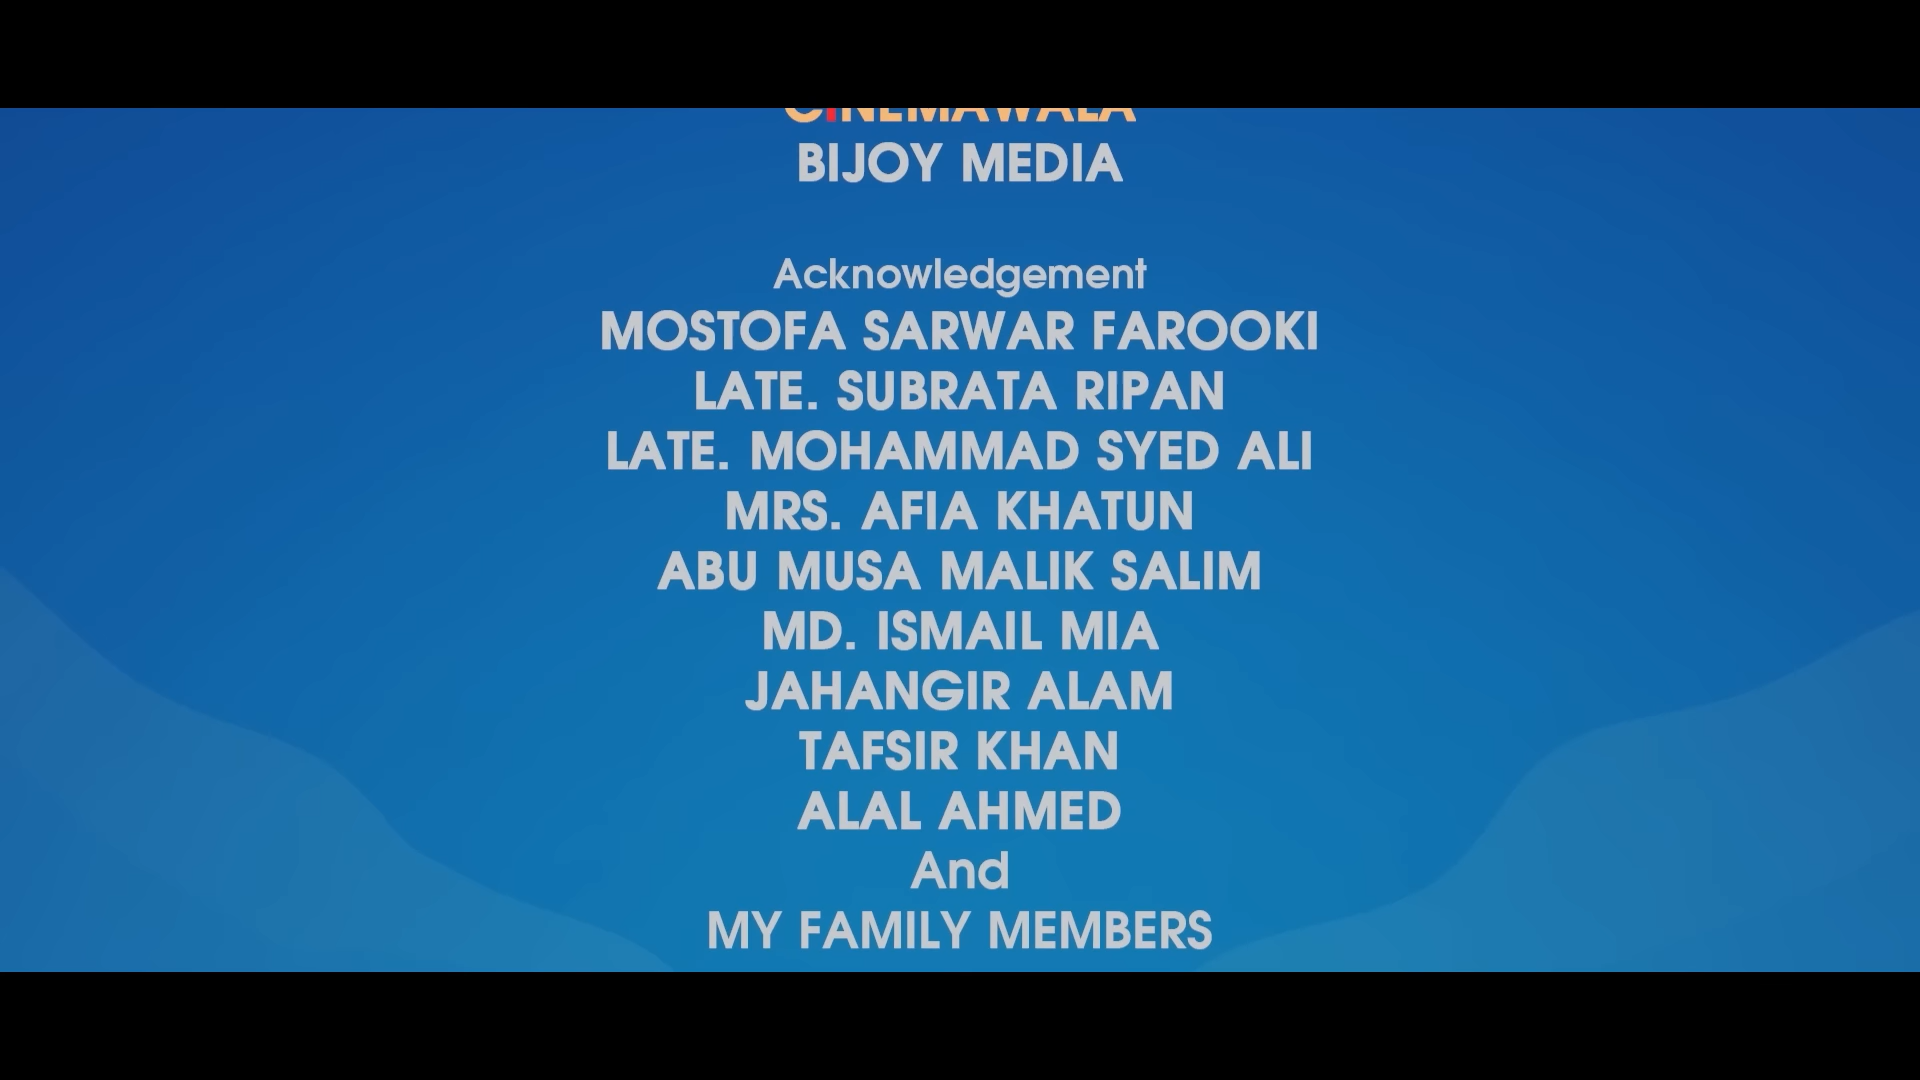 CiNEMAWALA
BIJOY MEDIA
Acknowledgement
MOSTOFA SARWAR FAROOKI
LATE. SUBRATA RIPAN
LATE. MOHAMMAD SYED ALI
MRS. AFIA KHATUN
ABU MUSA MALIK SALIM
MD. ISMAIL MIA
JAHANGIR ALAM
TAFSIR KHAN
ALAL AHMED
And
MY FAMILY MEMBERS